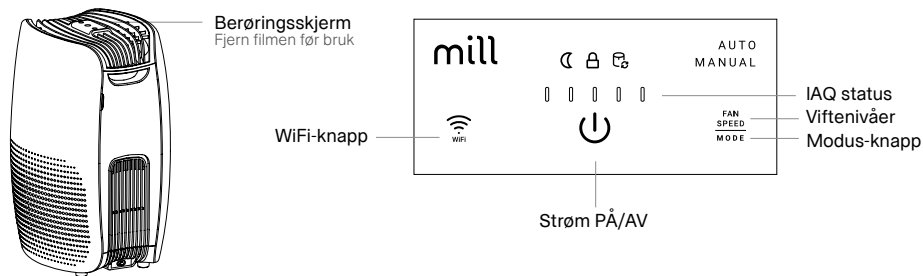 Berøringsskjerm
Fjern filmen før bruk
mill
AUTO
MANUAL
IAQ status
FAN
SPEED
Viftenivåer
MODE
Modus-knapp
WiFi-knapp
WiFi
Strøm PÅ/AV